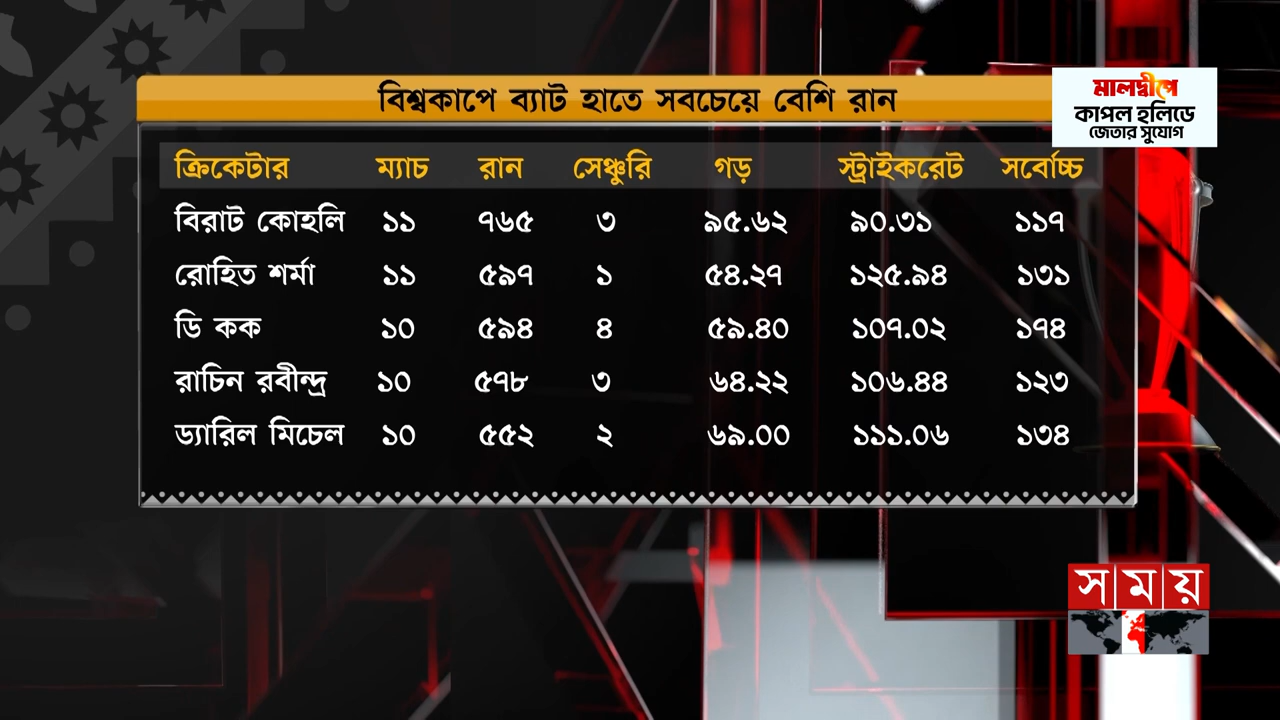 বিশ্বকাপে ব্যাট হাতে সবচেয়ে বেশি রান
মালদ্বীপে
কাপল হলিডে
জেতার সুযোগ
ক্রিকেটার ম্যাচ রান সেঞ্চুরি গড় স্ট্রাইকরেট সর্বোচ্চ
বিরাট কোহলি ১১ ৭৬৫ ৩ ৯৫.৬২ ৯০.৩১ ১১৭
রোহিত শর্মা ১১ ৫৯৭ ১ ৫৪.২৭ ১২৫.৯৪ ১৩১
ডি কক ১০ ৫৯৪ ৪ ৫৯.৪০ ১০৭.০২ ১৭৪
রাচিন রবীন্দ্র ১০ ৫৭৮ ৩ ৬৪.২২ ১০৬.৪৪ ১২৩
ড্যারিল মিচেল ১০ ৫৫২ ২ ৬৯.০০ ১১১.০৬ ১৩৪
সময়